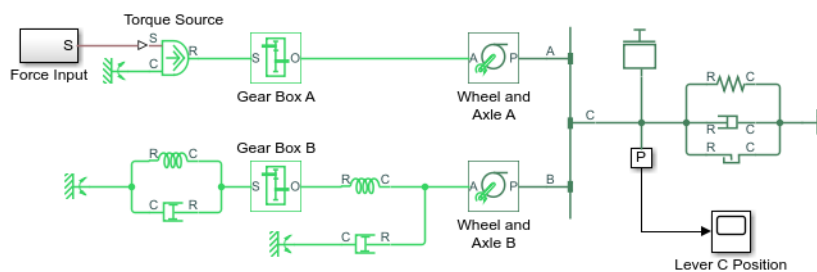 Torque Source
S
S
R
C
Force Input
S
O
Gear Box A
A
P
Wheel and
Axle A
A
C
R
C
R
C
R
C
P
Gear Box B
R
C
C
R
S
O
R
C
C
R
A
P
Wheel and
Axle B
B
Lever C Position